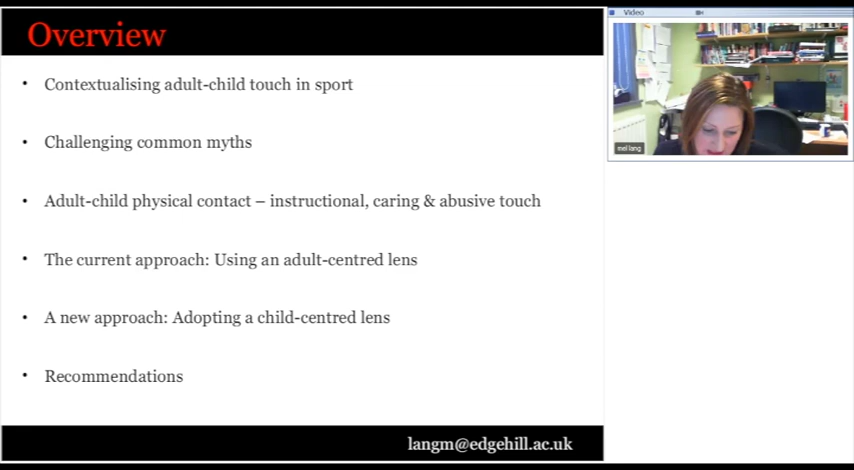 Overview
Video
• Contextualising adult-child touch in sport
• Challenging common myths
mel lang
• Adult-child physical contact – instructional, caring & abusive touch
• The current approach: Using an adult-centred lens
• A new approach: Adopting a child-centred lens
• Recommendations
langm@edgehill.ac.uk